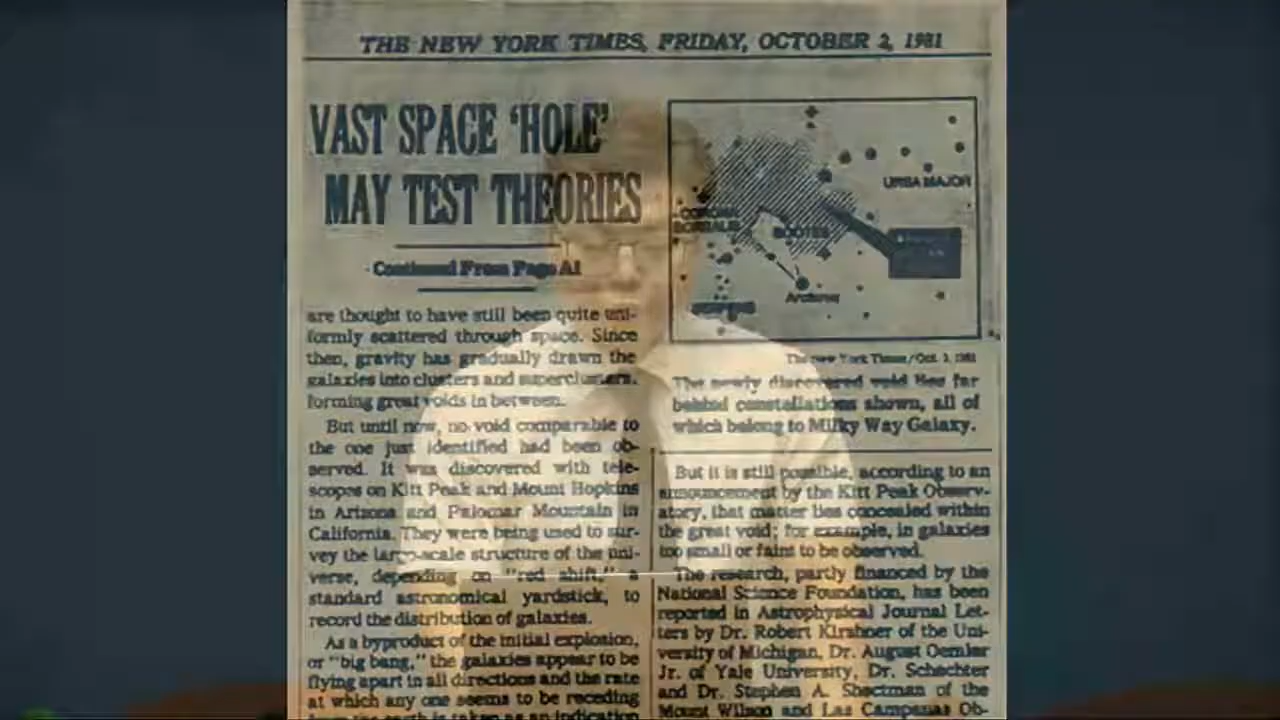 THE NEW YORK TIMES, FRIDAY, OCTOBER 2, 1981
VAST SPACE 'HOLE'
MAY TEST THEORIES
Continued From Page A1
are thought to have still been quite uni-
formly scattered through space. Since
then, gravity has gradually drawn the
galaxies into clusters and superclusters,
forming great voids in between.
But until now, no void comparable to
the one just identified had been ob-
served. It was discovered with tele-
scopes on Kitt Peak and Mount Hopkins
in Arizona and Palomar Mountain in
California. They were being used to sur-
vey the large-scale structure of the uni-
verse, depending on "red shift," a
standard astronomical yardstick, to
record the distribution of galaxies.
As a byproduct of the initial explosion,
or "big bang," the galaxies appear to be
flying apart in all directions and the rate
at which any one seems to be receding
from the earth is taken as an indication
URSA MAJOR
CORONA
BOREALIS
BOOTES
Arcturus
The New York Times/Oct. 2, 1981
The newly discovered void lies far
behind constellations shown, all of
which belong to Milky Way Galaxy.
But it is still possible, according to an
announcement by the Kitt Peak Observ-
atory, that matter lies concealed within
the great void; for example, in galaxies
too small or faint to be observed.
The research, partly financed by the
National Science Foundation, has been
reported in Astrophysical Journal Let-
ters by Dr. Robert Kirshner of the Uni-
versity of Michigan, Dr. August Oemler
Jr. of Yale University, Dr. Schechter
and Dr. Stephen A. Shectman of the
Mount Wilson and Las Campanas Ob-